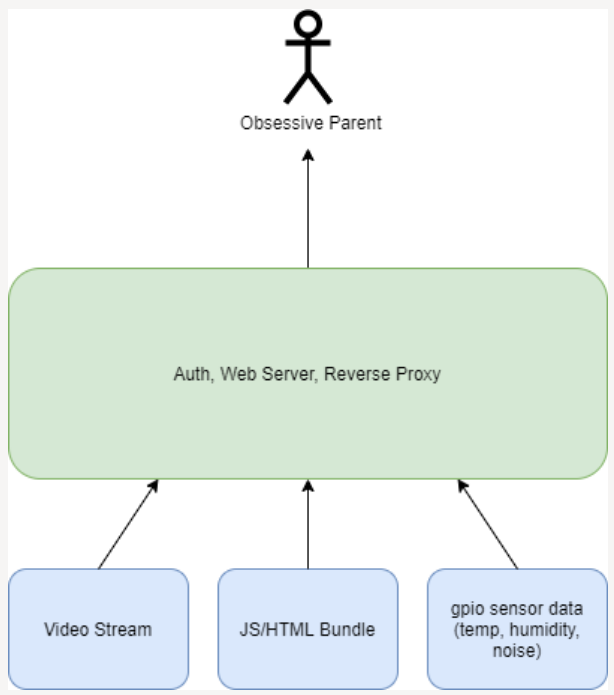 Obsessive Parent
Auth, Web Server, Reverse Proxy
Video Stream
JS/HTML Bundle
gpio sensor data
(temp, humidity,
noise)